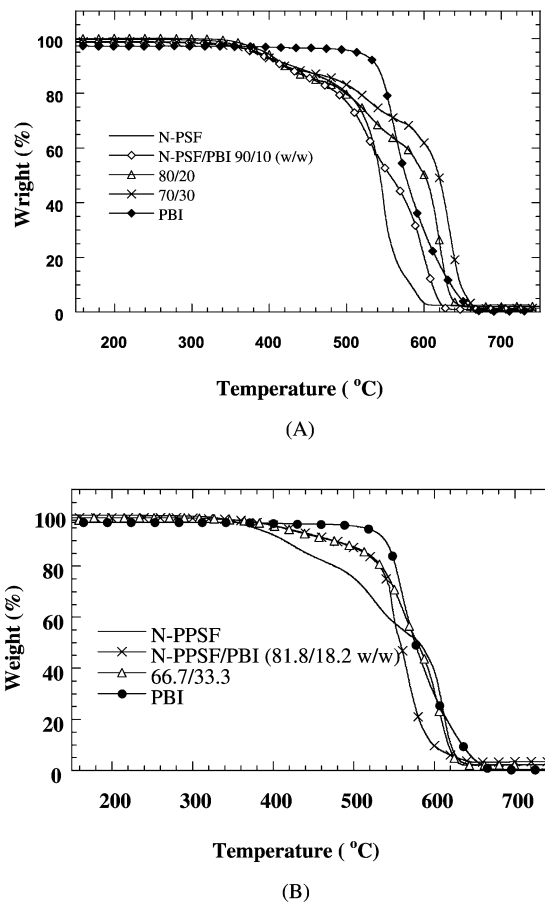 100
80
60
40
20
0
Wright (%)
N-PSF
N-PSF/PBI 90/10 (w/w)
80/20
70/30
PBI
200 300 400 500 600 700
Temperature ( °C)
(A)
100
80
60
40
20
0
Weight (%)
N-PPSF
N-PPSF/PBI (81.8/18.2 w/w)
66.7/33.3
PBI
200 300 400 500 600 700
Temperature ( °C)
(B)